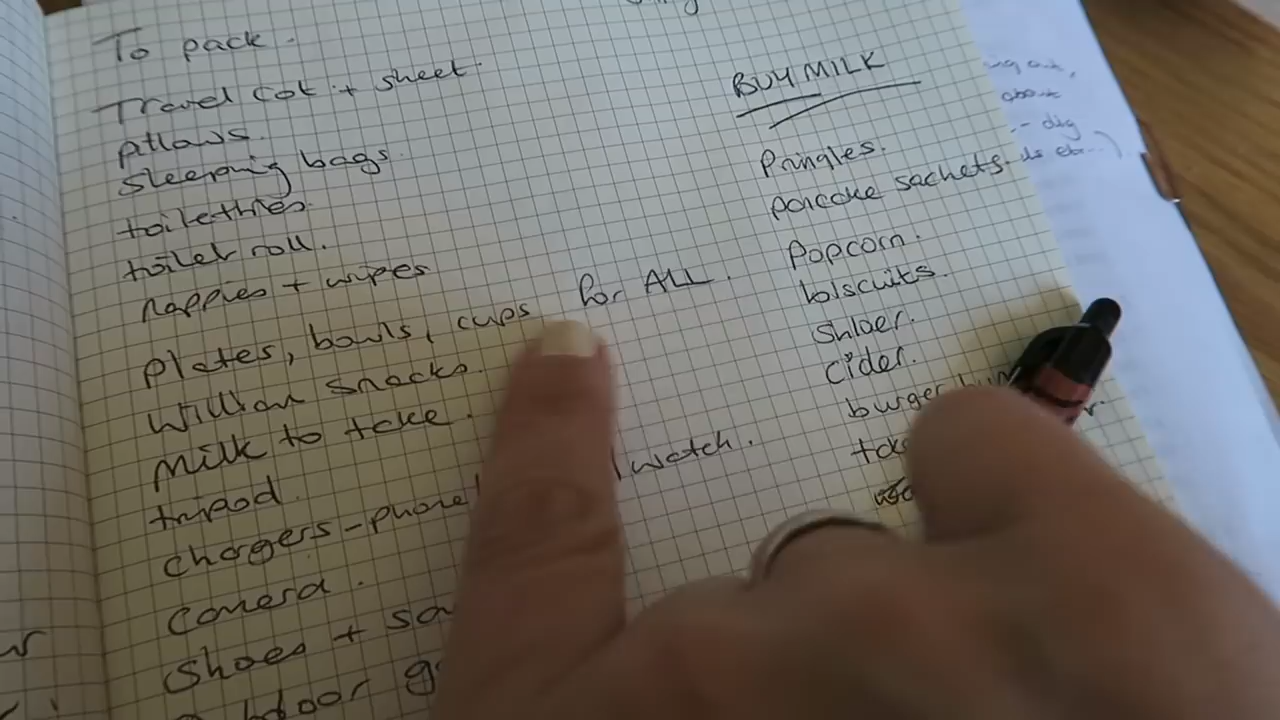 To pack.
Travel cot + sheet.
pillows.
sleeping bags.
toiletries.
toilet roll.
nappies + wipes
Plates, bowls, cups for ALL.
William snacks.
Milk to take.
tripod.
chargers - phone watch.
camera.
Shoes +
BUY MILK
Pringles.
pancake sachets.
Popcorn.
biscuits.
Shloer.
Cider.
burger
about
- dig